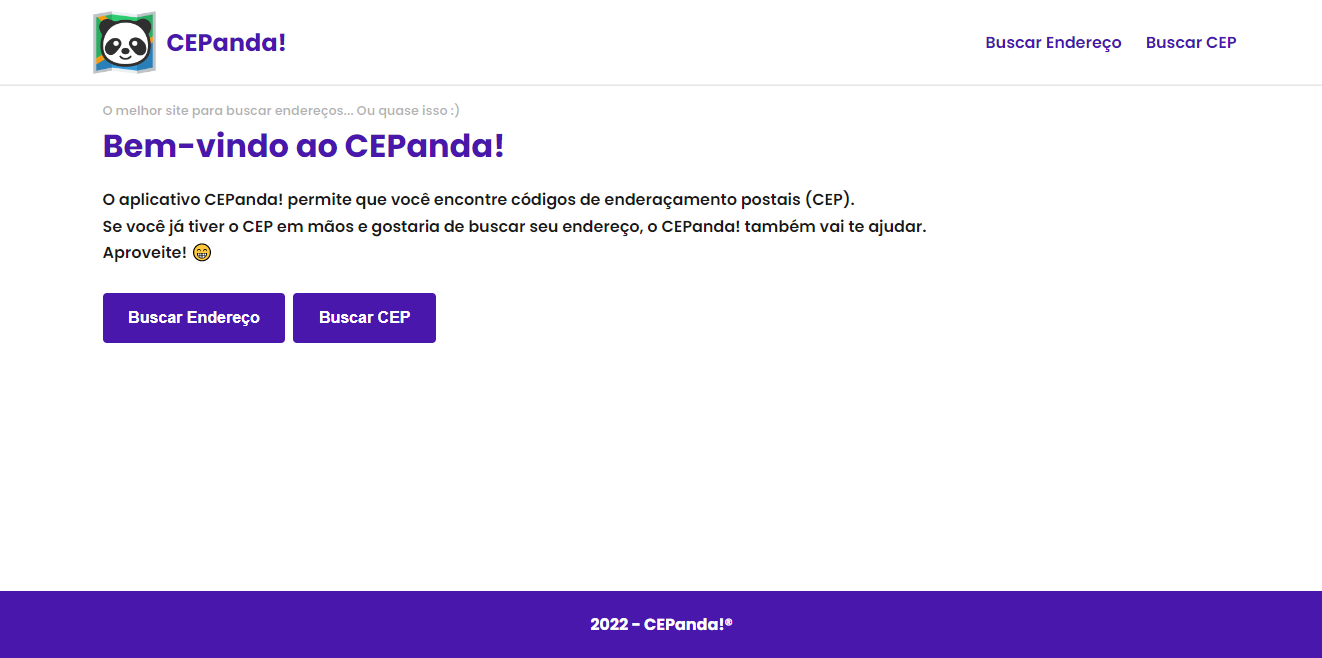 CEPanda!
Buscar Endereço
Buscar CEP
O melhor site para buscar endereços... Ou quase isso :)
Bem-vindo ao CEPanda!
O aplicativo CEPanda! permite que você encontre códigos de enderaçamento postais (CEP).
Se você já tiver o CEP em mãos e gostaria de buscar seu endereço, o CEPanda! também vai te ajudar.
Aproveite! 😁
Buscar Endereço
Buscar CEP
2022 - CEPanda!®